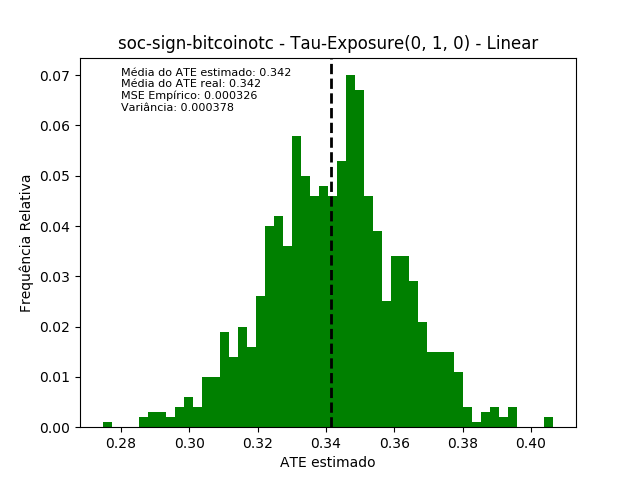 soc-sign-bitcoinotc - Tau-Exposure(0, 1, 0) - Linear
Média do ATE estimado: 0.342
Média do ATE real: 0.342
MSE Empírico: 0.000326
Variância: 0.000378
Frequência Relativa
0.07
0.06
0.05
0.04
0.03
0.02
0.01
0.00
0.28 0.30 0.32 0.34 0.36 0.38 0.40
ATE estimado